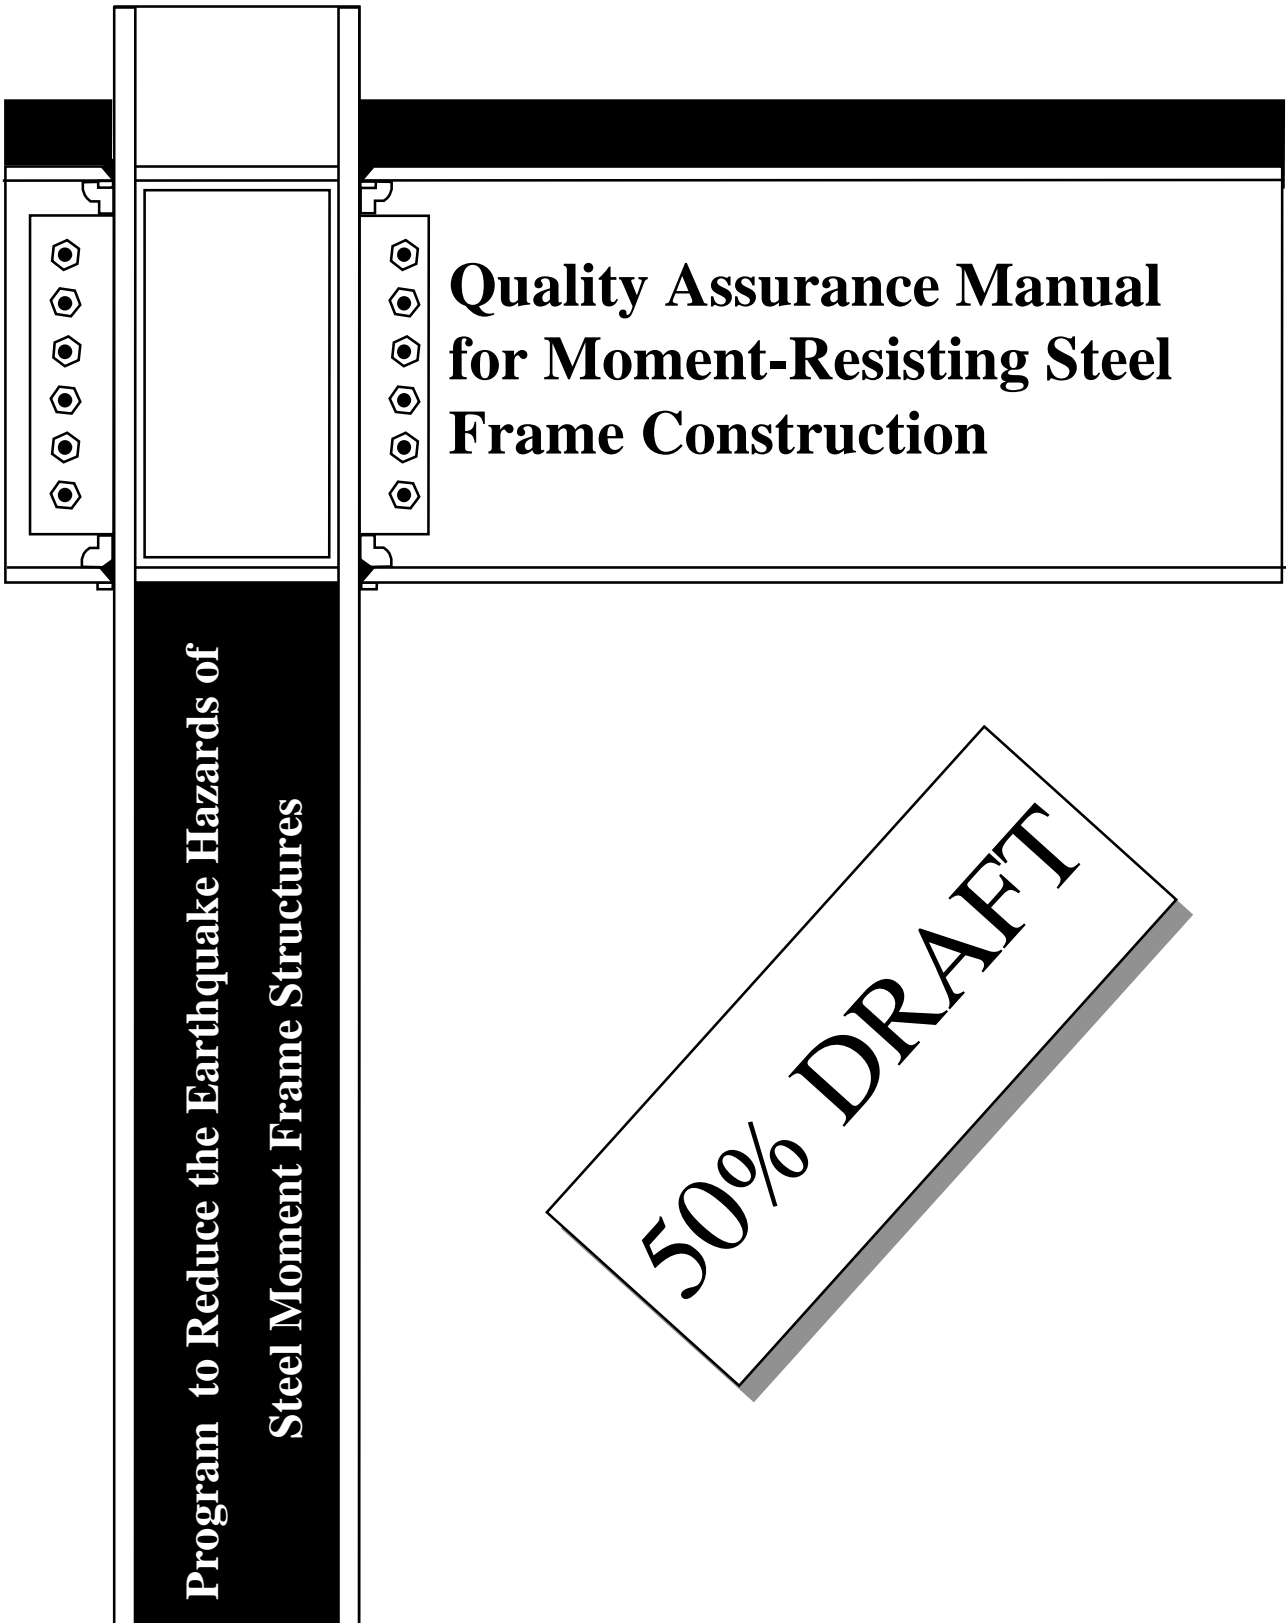 Quality Assurance Manual
for Moment-Resisting Steel
Frame Construction
Program to Reduce the Earthquake Hazards of
Steel Moment Frame Structures
50% DRAFT